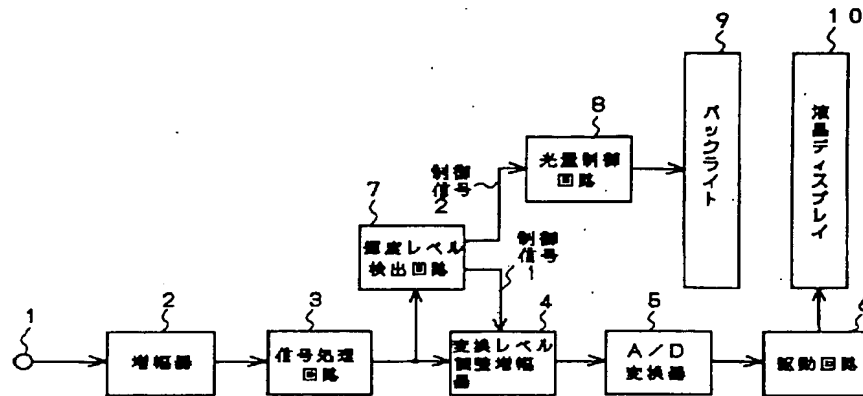 9
10
バックライト
液晶ディスプレイ
8
光量制御
回路
制御
信号
2
7
輝度レベル
検出回路
制御
信号
1
1
2
増幅器
3
信号処理
回路
4
変換レベル
調整増幅
器
5
A/D
変換器
6
駆動回路